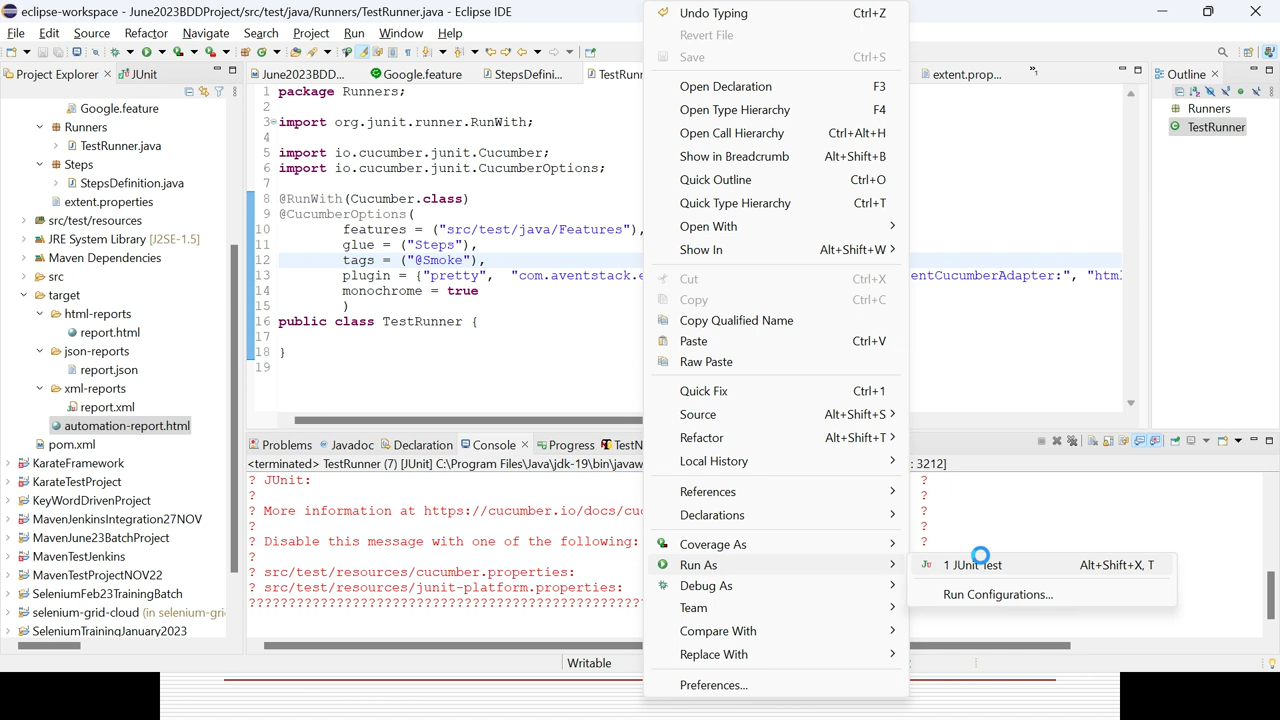 eclipse-workspace - June2023BDDProject/src/test/java/Runners/TestRunner.java - Eclipse IDE
File Edit Source Refactor Navigate Search Project Run Window Help
Project Explorer
JUnit
Google.feature
Runners
TestRunner.java
Steps
StepsDefinition.java
extent.properties
src/test/resources
JRE System Library [J2SE-1.5]
Maven Dependencies
src
target
html-reports
report.html
json-reports
report.json
xml-reports
report.xml
automation-report.html
pom.xml
KarateFramework
KarateTestProject
KeyWordDrivenProject
MavenJenkinsIntegration27NOV
MavenJune23BatchProject
MavenTestJenkins
MavenTestProjectNOV22
SeleniumFeb23TrainingBatch
selenium-grid-cloud (in selenium-gri
SeleniumTrainingJanuary2023
June2023BDD... Google.feature StepsDefini... TestRunn extent.prop... »1
1 package Runners;
2
3 import org.junit.runner.RunWith;
4
5 import io.cucumber.junit.Cucumber;
6 import io.cucumber.junit.CucumberOptions;
7
8 @RunWith(Cucumber.class)
9 @CucumberOptions(
10 features = ("src/test/java/Features"),
11 glue = ("Steps"),
12 tags = ("@Smoke"),
13 plugin = {"pretty", "com.aventstack.e entCucumberAdapter:", "html
14 monochrome = true
15 )
16 public class TestRunner {
17
18 }
19
Undo Typing Ctrl+Z
Revert File
Save Ctrl+S
Open Declaration F3
Open Type Hierarchy F4
Open Call Hierarchy Ctrl+Alt+H
Show in Breadcrumb Alt+Shift+B
Quick Outline Ctrl+O
Quick Type Hierarchy Ctrl+T
Open With
Show In Alt+Shift+W
Cut Ctrl+X
Copy Ctrl+C
Copy Qualified Name
Paste Ctrl+V
Raw Paste
Quick Fix Ctrl+1
Source Alt+Shift+S
Refactor Alt+Shift+T
Local History
References
Declarations
Coverage As
Run As
Debug As
Team
Compare With
Replace With
Preferences...
1 JUnit Test Alt+Shift+X, T
Run Configurations...
Outline
Runners
TestRunner
Problems Javadoc Declaration Console Progress TestN
<terminated> TestRunner (7) [JUnit] C:\Program Files\Java\jdk-19\bin\javaw : 3212]
? JUnit: ?
? ?
? More information at https://cucumber.io/docs/cuc ?
? ?
? Disable this message with one of the following: ?
?
? src/test/resources/cucumber.properties:
? src/test/resources/junit-platform.properties:
Writable